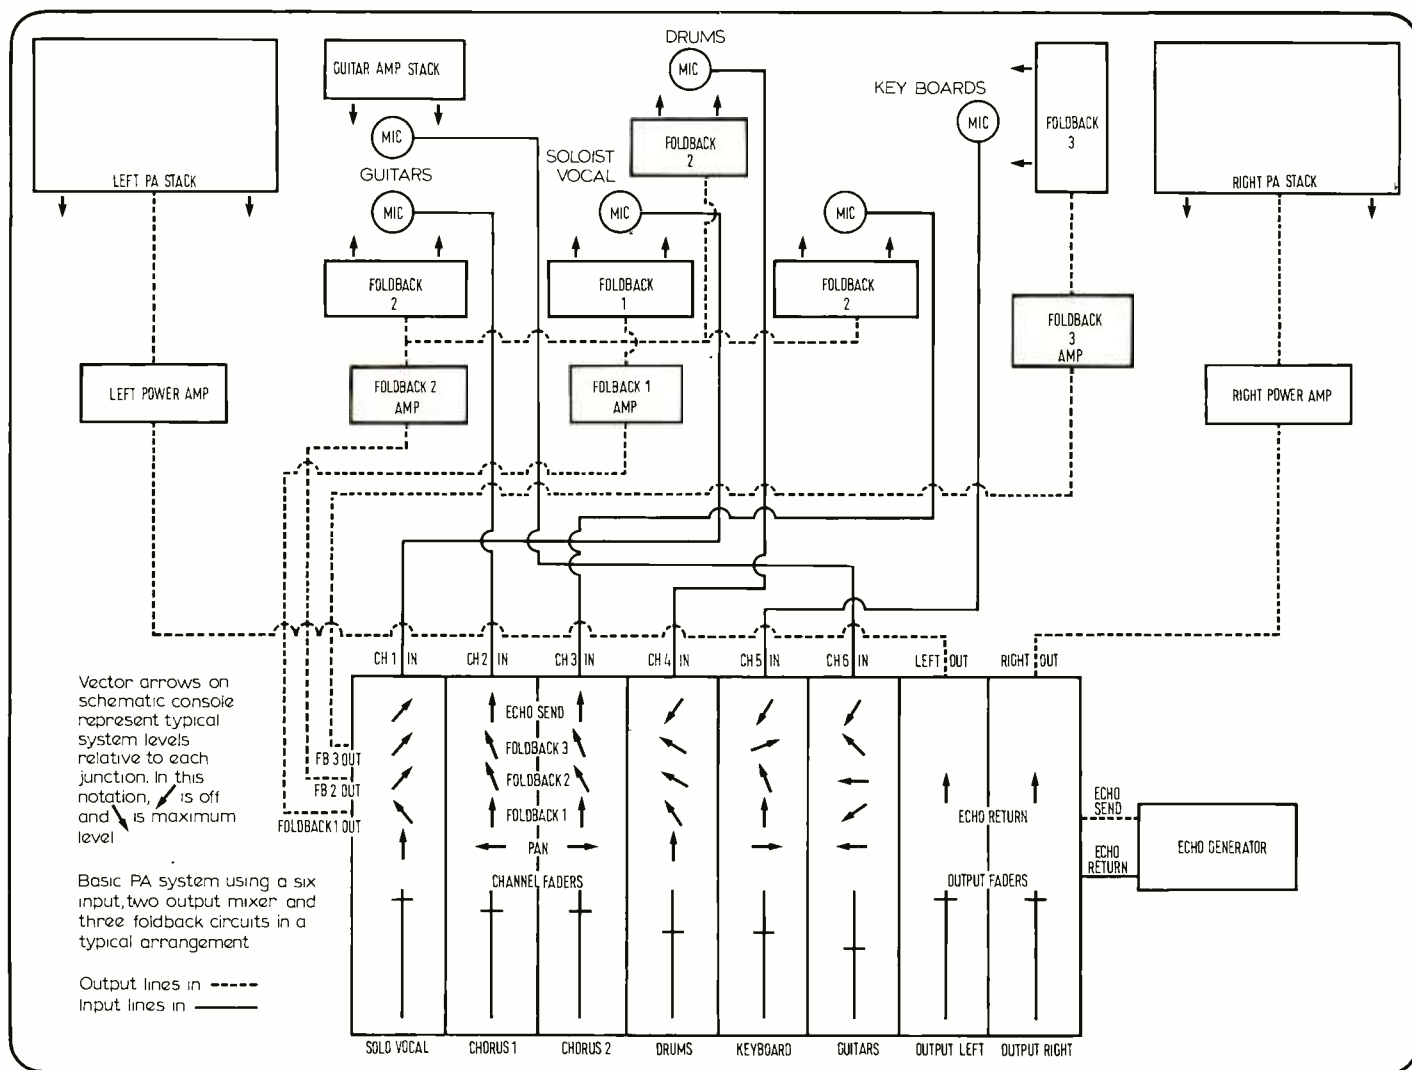 DRUMS
GUITAR AMP STACK
MIC
KEY BOARDS
MIC
FOLDBACK
3
MIC
FOLDBACK
2
SOLOIST
VOCAL
LEFT PA STACK
GUITARS
RIGHT PA STACK
MIC
MIC
MIC
FOLDBACK
2
FOLDBACK
1
FOLDBACK
2
FOLDBACK
3
AMP
LEFT POWER AMP
FOLDBACK 2
AMP
FOLBACK 1
AMP
RIGHT POWER AMP
CH 1 IN
CH 2 IN
CH 3 IN
CH 4 IN
CH 5 IN
CH 6 IN
LEFT OUT
RIGHT OUT
Vector arrows on
schematic console
represent typical
system levels
relative to each
junction. In this
notation, is off
and is maximum
level
FB 3 OUT
FB 2 OUT
FOLDBACK 1 OUT
ECHO SEND
FOLDBACK 3
FOLDBACK 2
FOLDBACK 1
PAN
CHANNEL FADERS
ECHO RETURN
OUTPUT FADERS
ECHO
SEND
ECHO
RETURN
ECHO GENERATOR
Basic PA system using a six
input, two output mixer and
three foldback circuits in a
typical arrangement
Output lines in
Input lines in
SOLO VOCAL
CHORUS 1
CHORUS 2
DRUMS
KEYBOARD
GUITARS
OUTPUT LEFT
OUTPUT RIGHT